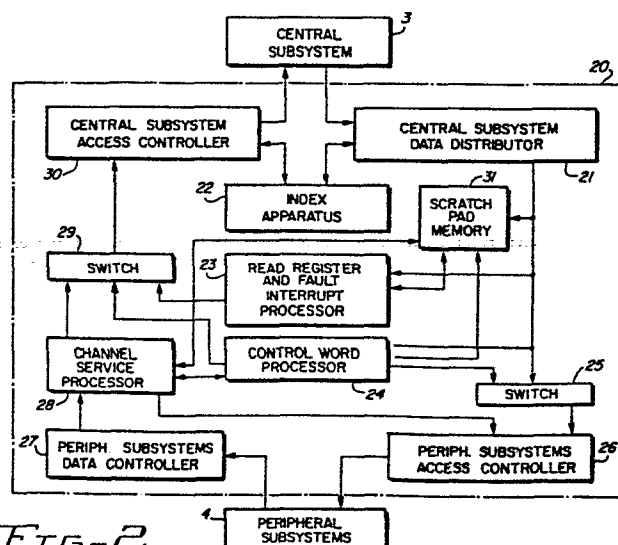 3
CENTRAL
SUBSYSTEM
20
CENTRAL SUBSYSTEM
ACCESS CONTROLLER
30
CENTRAL SUBSYSTEM
DATA DISTRIBUTOR
21
22
INDEX
APPARATUS
31
SCRATCH
PAD
MEMORY
29
SWITCH
23
READ REGISTER
AND FAULT
INTERRUPT
PROCESSOR
CHANNEL
SERVICE
PROCESSOR
28
CONTROL WORD
PROCESSOR
24
25
SWITCH
27
PERIPH. SUBSYSTEMS
DATA CONTROLLER
PERIPH. SUBSYSTEMS
ACCESS CONTROLLER
26
4
PERIPHERAL
SUBSYSTEMS
FIG-2